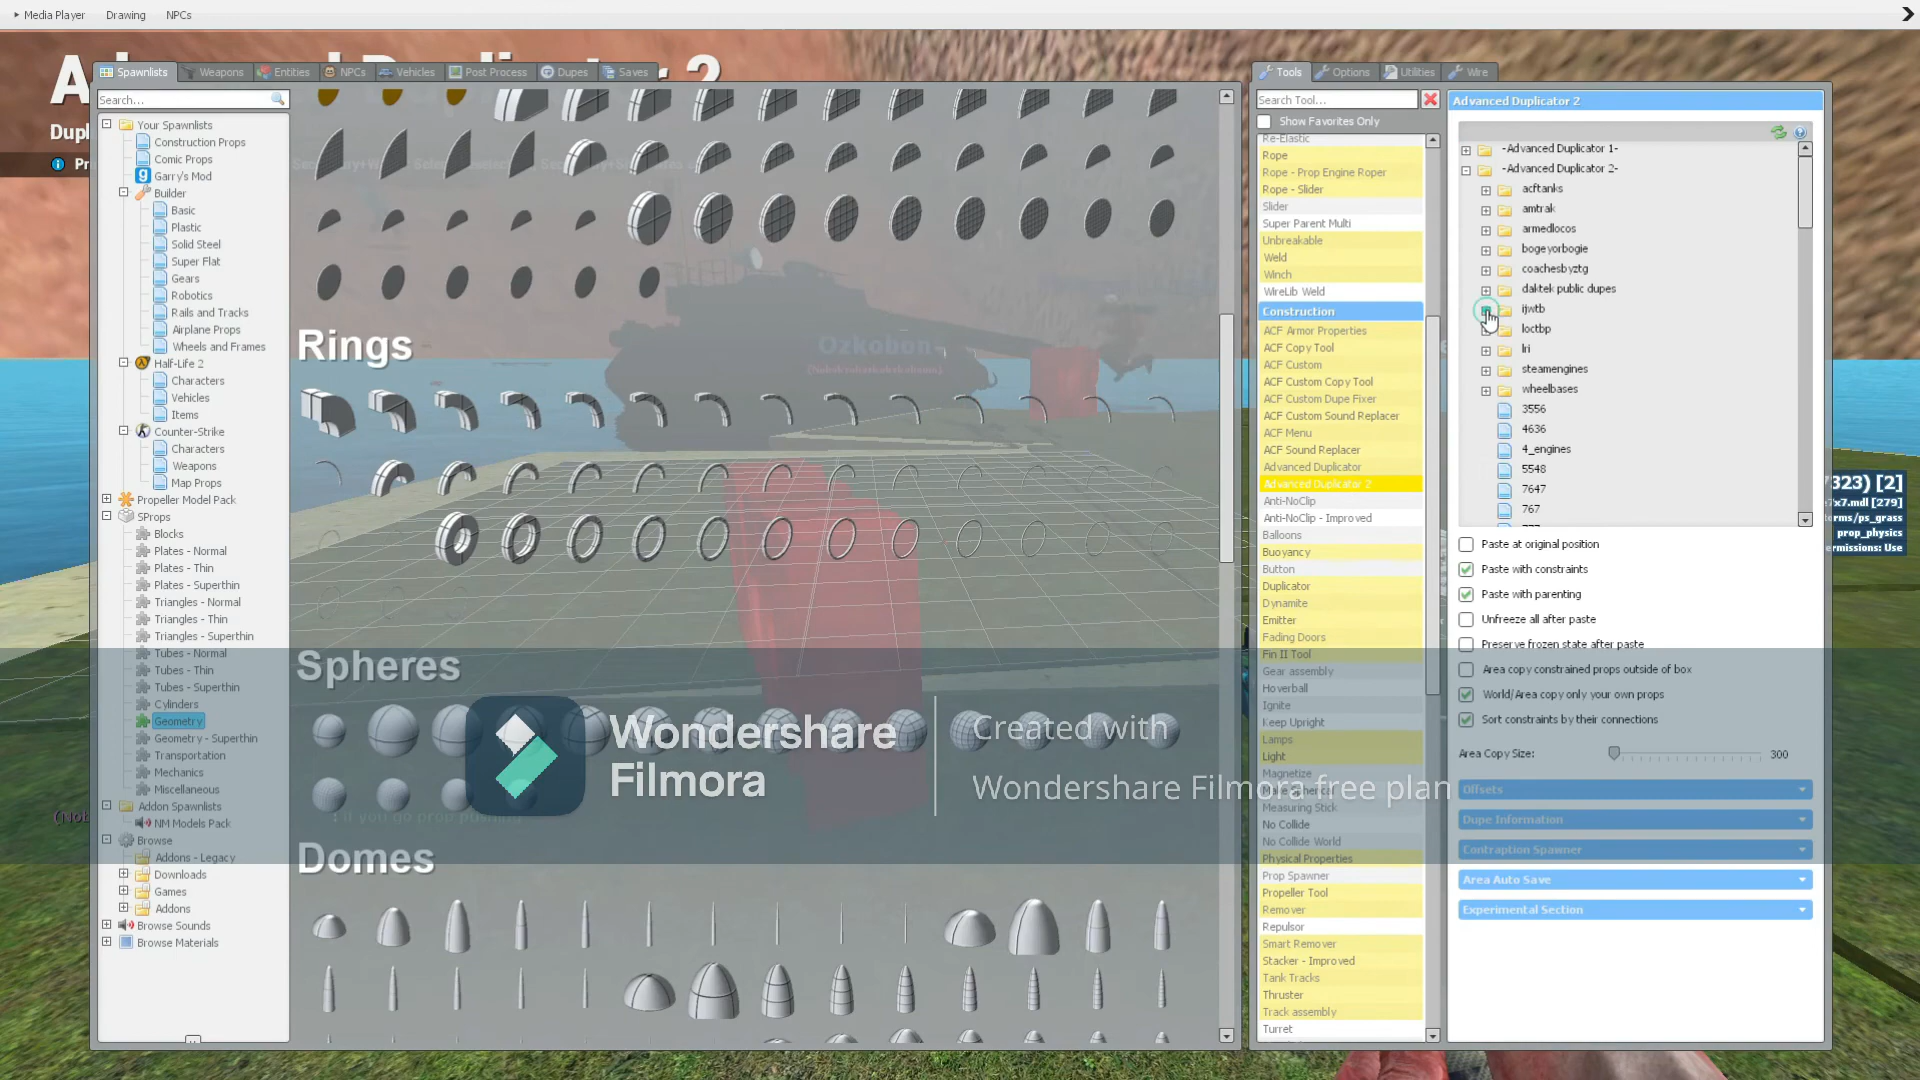 Media Player
Drawing
NPCs
Spawnlists
Weapons
Entities
NPCs
Vehicles
Post Process
Dupes
Saves
Search...
Your Spawnlists
Construction Props
Comic Props
Garry's Mod
Builder
Basic
Plastic
Solid Steel
Super Flat
Gears
Robotics
Rails and Tracks
Airplane Props
Wheels and Frames
Half-Life 2
Characters
Vehicles
Items
Counter-Strike
Characters
Weapons
Map Props
Propeller Model Pack
SProps
Blocks
Plates - Normal
Plates - Thin
Plates - Superthin
Triangles - Normal
Triangles - Thin
Triangles - Superthin
Tubes - Normal
Tubes - Thin
Tubes - Superthin
Cylinders
Geometry
Geometry - Superthin
Transportation
Mechanics
Miscellaneous
Addon Spawnlists
NM Models Pack
Browse
Addons - Legacy
Downloads
Games
Addons
Browse Sounds
Browse Materials
Rings
Ozkobon
Spheres
Domes
Wondershare
Filmora
Created with
Wondershare Filmora free plan
Tools
Options
Utilities
Wire
Search Tool...
Show Favorites Only
Re-Elastic
Rope
Rope - Prop Engine Roper
Rope - Slider
Slider
Super Parent Multi
Unbreakable
Weld
Winch
WireLib Weld
Construction
ACF Armor Properties
ACF Copy Tool
ACF Custom
ACF Custom Copy Tool
ACF Custom Dupe Fixer
ACF Custom Sound Replacer
ACF Menu
ACF Sound Replacer
Advanced Duplicator
Advanced Duplicator 2
Anti-NoClip
Anti-NoClip - Improved
Balloons
Buoyancy
Button
Duplicator
Dynamite
Emitter
Fading Doors
Fin II Tool
Gear assembly
Hoverball
Ignite
Keep Upright
Lamps
Light
Magnetize
Measuring Stick
No Collide
No Collide World
Physical Properties
Prop Spawner
Propeller Tool
Remover
Repulsor
Smart Remover
Stacker - Improved
Tank Tracks
Thruster
Track assembly
Turret
Advanced Duplicator 2
-Advanced Duplicator 1-
-Advanced Duplicator 2-
acftanks
amtrak
armedlocos
bogeyorbogie
coachesbyztg
daktek public dupes
ijwtb
loctbp
lri
steamengines
wheelbases
3556
4636
4_engines
5548
7647
767
Paste at original position
Paste with constraints
Paste with parenting
Unfreeze all after paste
Preserve frozen state after paste
Area copy constrained props outside of box
World/Area copy only your own props
Sort constraints by their connections
Area Copy Size:
300
Offsets
Dupe Information
Contraption Spawner
Area Auto Save
Experimental Section
323) [2]
7x7.mdl [279]
orms/ps_grass
prop_physics
ermissions: Use